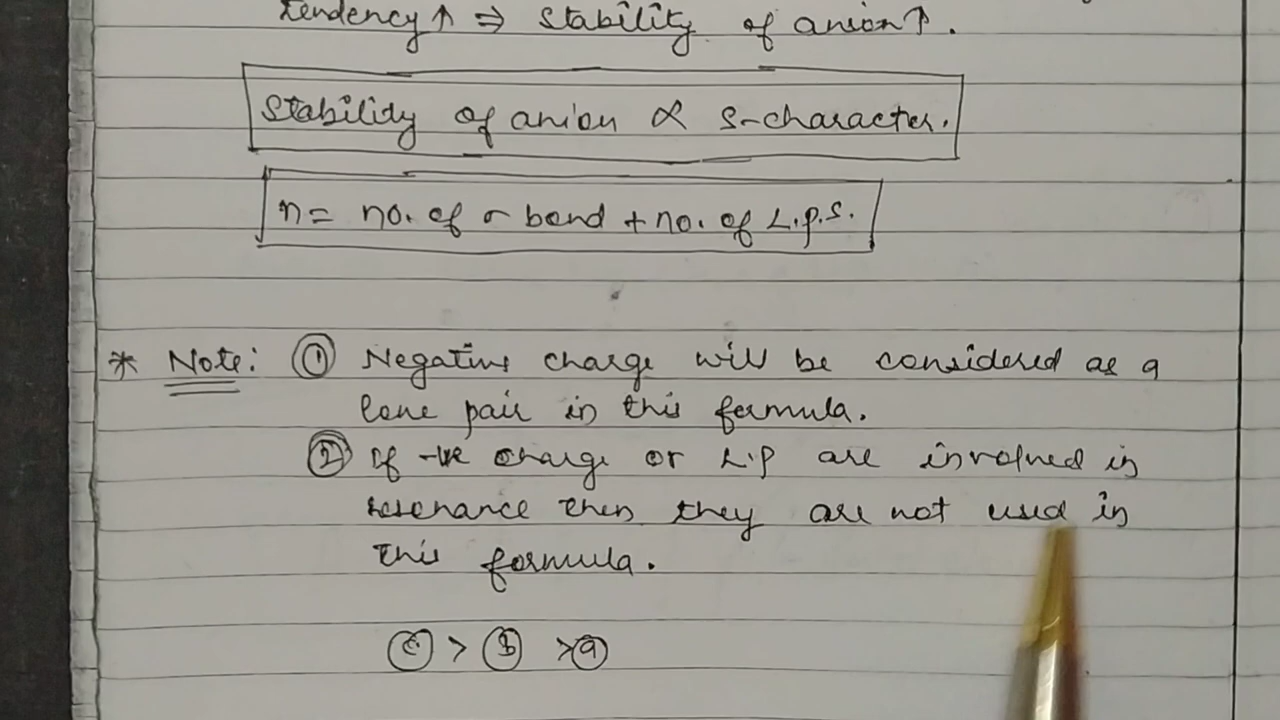 tendency ↑ ⇒ stability of anion ↑.
Stability of anion ∝ s-character.
n = no. of σ bond + no. of L.p.s.
* Note: ① Negative charge will be considered as a
lone pair in this formula.
② If -ve charge or L.P are involved in
resonance then they are not used in
this formula.
ⓒ > ⓑ > ⓐ